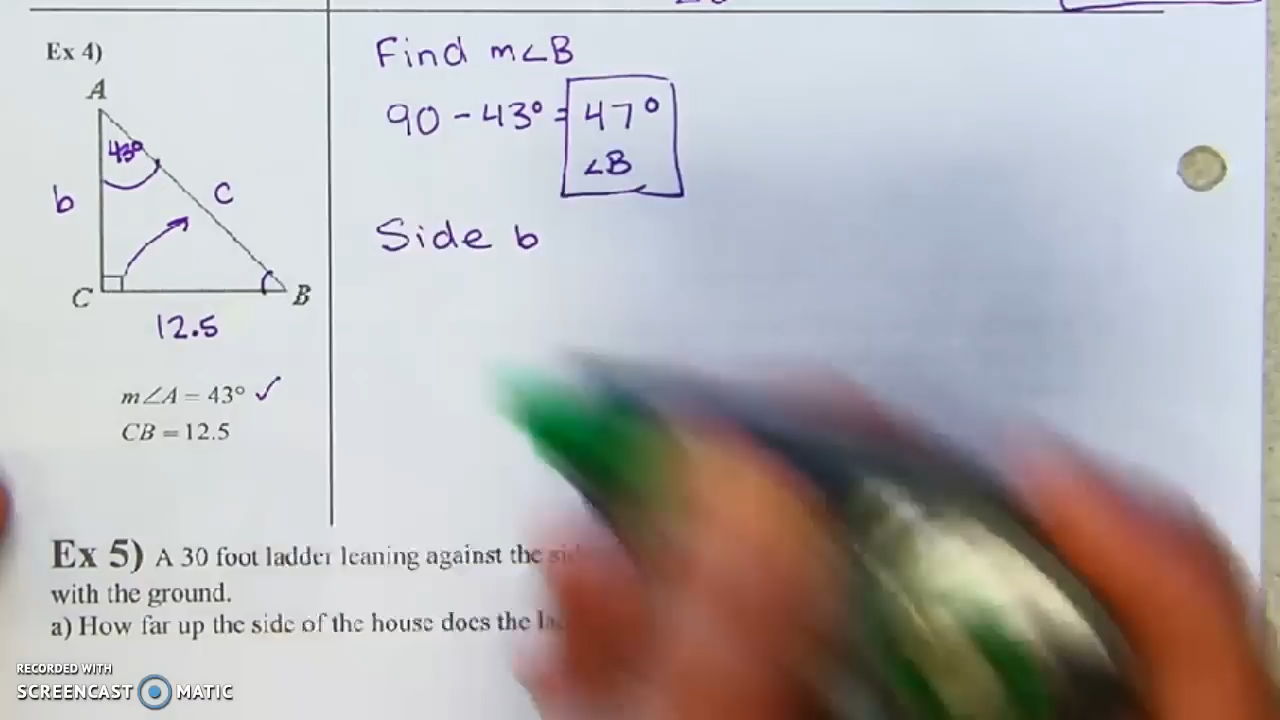 Ex 4)
Find m∠B
A
90 - 43° = 47°
43°
∠B
b
c
Side b
C
B
12.5
m∠A = 43° ✓
CB = 12.5
Ex 5) A 30 foot ladder leaning against the
with the ground.
a) How far up the side of the house does the
RECORDED WITH
SCREENCAST MATIC